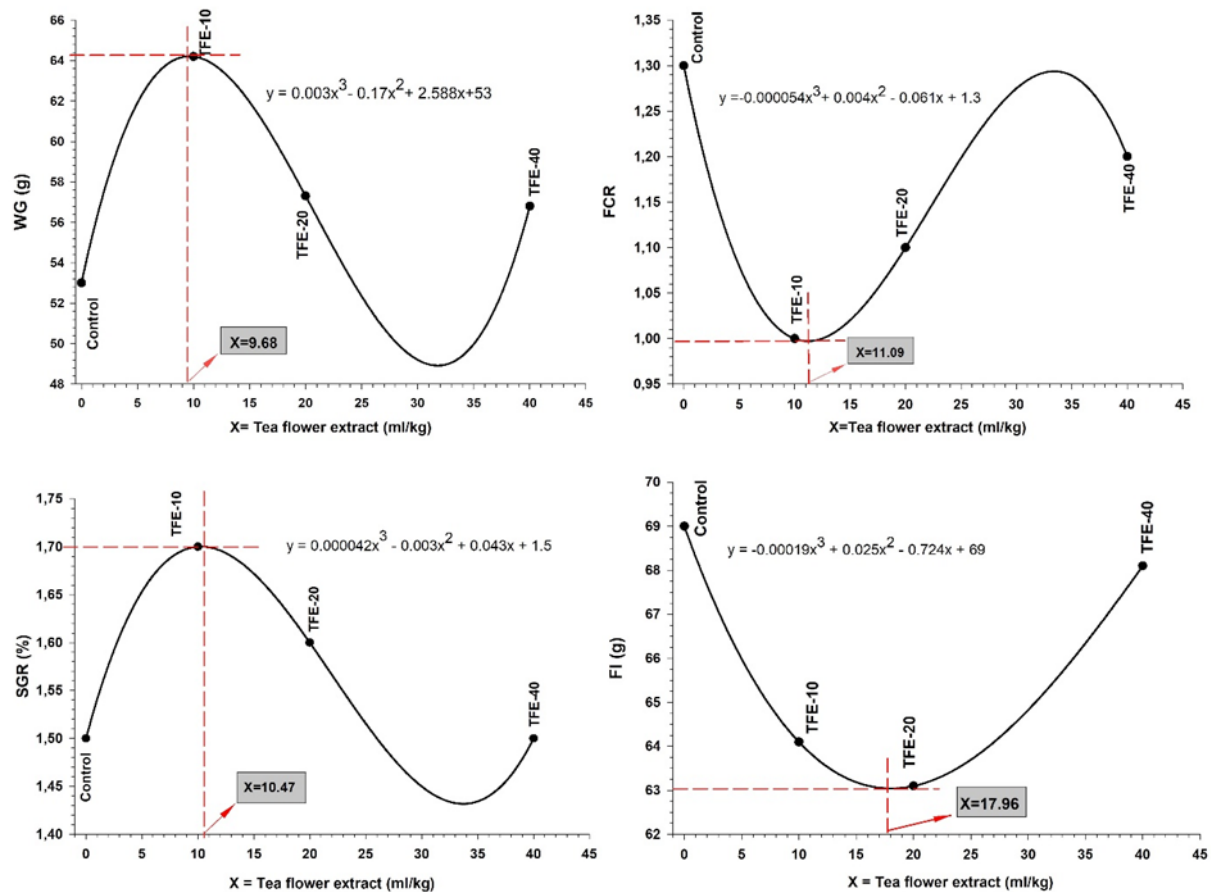 WG (g)
66
64
62
60
58
56
54
52
50
48
TFE-10
y = 0.003x³ - 0.17x² + 2.588x+53
TFE-40
TFE-20
Control
X=9.68
0 5 10 15 20 25 30 35 40 45
X= Tea flower extract (ml/kg)
FCR
1,35
1,30
1,25
1,20
1,15
1,10
1,05
1,00
0,95
Control
y =-0.000054x³ + 0.004x² - 0.061x + 1.3
TFE-20
TFE-40
TFE-10
X=11.09
0 5 10 15 20 25 30 35 40 45
X=Tea flower extract (ml/kg)
SGR (%)
1,75
1,70
1,65
1,60
1,55
1,50
1,45
1,40
TFE-10
y = 0.000042x³ - 0.003x² + 0.043x + 1.5
TFE-20
TFE-40
Control
X=10.47
0 5 10 15 20 25 30 35 40 45
X = Tea flower extract (ml/kg)
FI (g)
70
69
68
67
66
65
64
63
62
Control
y = -0.00019x³ + 0.025x² -0.724x + 69
TFE-40
TFE-10
TFE-20
X=17.96
0 5 10 15 20 25 30 35 40 45
X = Tea flower extract (ml/kg)